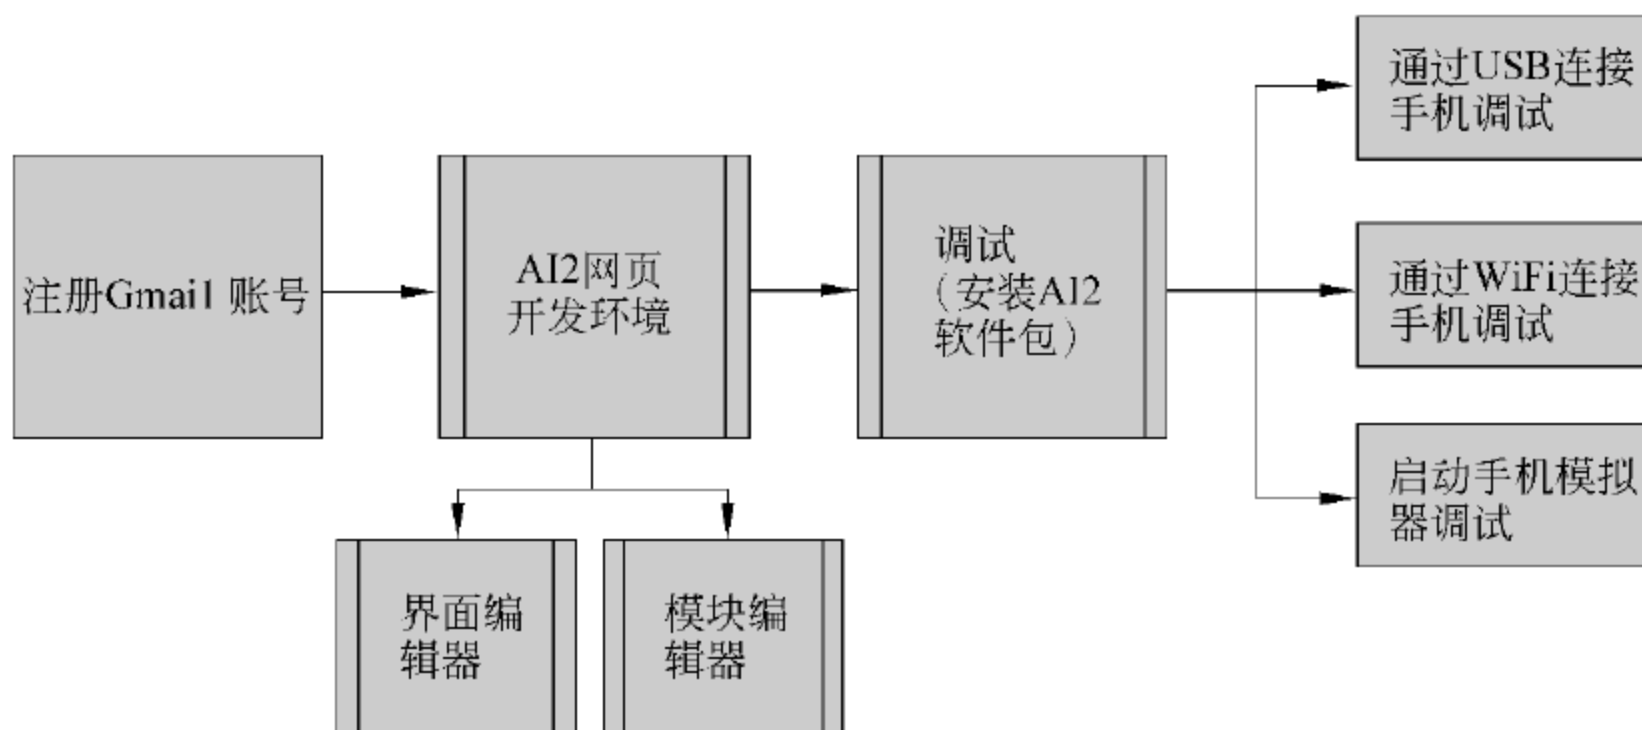 注册Gmail 账号
AI2网页
开发环境
调试
（安装AI2
软件包）
通过USB连接
手机调试
通过WiFi连接
手机调试
启动手机模拟
器调试
界面编
辑器
模块编
辑器